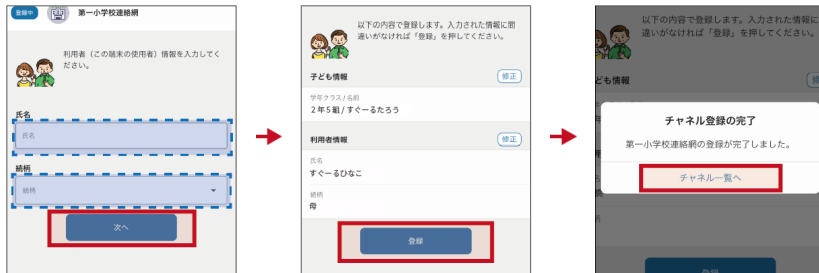 登録中
第一小学校連絡網
利用者（この端末の使用者）情報を入力してく
ださい。
氏名
氏名
続柄
続柄
次へ
以下の内容で登録します。入力された情報に間
違いがなければ「登録」を押してください。
子ども情報
修正
学年クラス / 名前
2年5組 / すぐーるたろう
利用者情報
修正
氏名
すぐーるひなこ
続柄
母
登録
以下の内容で登録します。入力された情報に
違いがなければ「登録」を押してください。
ども情報
チャネル登録の完了
第一小学校連絡網の登録が完了しました。
チャネル一覧へ
登録